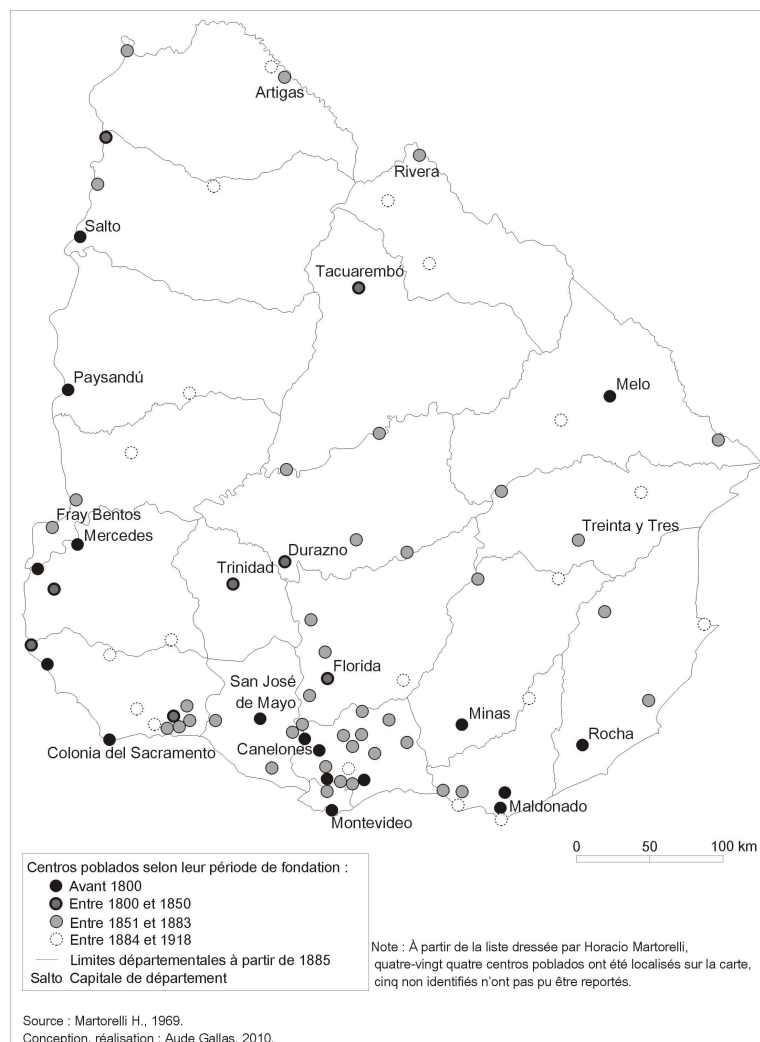 Artigas
Rivera
Salto
Tacuarembó
Paysandú
Melo
Fray Bentos
Mercedes
Treinta y Tres
Durazno
Trinidad
Florida
San José
de Mayo
Minas
Rocha
Canelones
Colonia del Sacramento
Maldonado
Montevideo
0 50 100 km
Centros poblados selon leur période de fondation :
Avant 1800
Entre 1800 et 1850
Entre 1851 et 1883
Entre 1884 et 1918
Limites départementales à partir de 1885
Salto Capitale de département
Note : À partir de la liste dressée par Horacio Martorelli,
quatre-vingt quatre centros poblados ont été localisés sur la carte,
cinq non identifiés n'ont pas pu être reportés.
Source : Martorelli H., 1969.
Conception, réalisation : Aude Gallas, 2010.